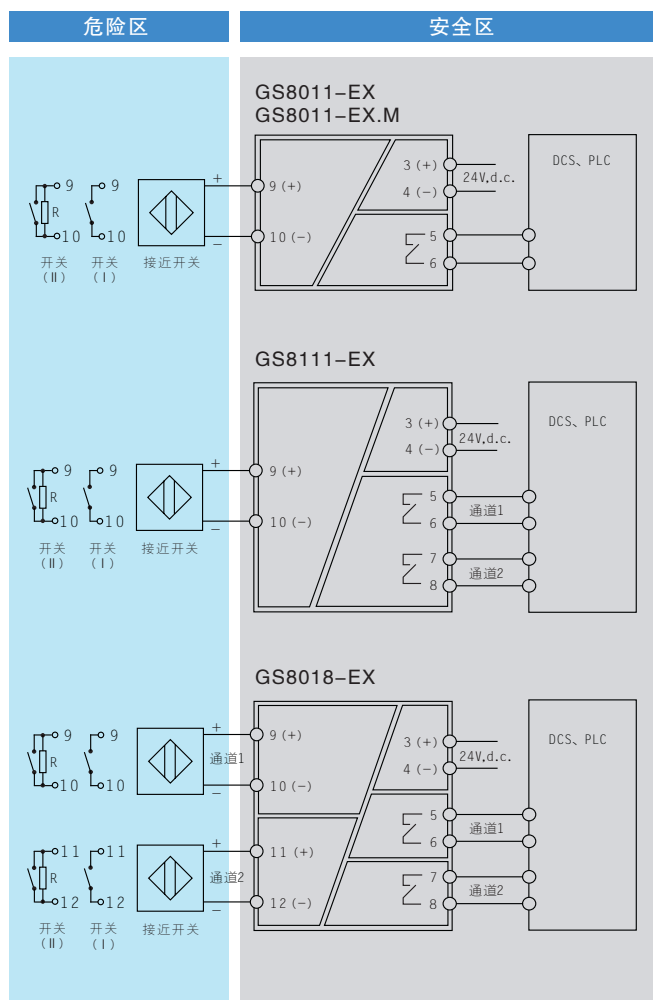 危险区
安全区
GS8011-EX
GS8011-EX.M
9
10
R
开关
(Ⅱ)
9
10
开关
(Ⅰ)
接近开关
+
−
9(+)
10(−)
3(+)
4(−)
24V.d.c.
5
6
DCS、PLC
GS8111-EX
9
10
R
开关
(Ⅱ)
9
10
开关
(Ⅰ)
接近开关
+
−
9(+)
10(−)
3(+)
4(−)
24V.d.c.
5
6
通道1
7
8
通道2
DCS、PLC
GS8018-EX
9
10
R
9
10
+
通道1
−
9(+)
10(−)
11
12
R
开关
(Ⅱ)
11
12
开关
(Ⅰ)
接近开关
+
通道2
−
11(+)
12(−)
3(+)
4(−)
24V.d.c.
5
6
通道1
7
8
通道2
DCS、PLC